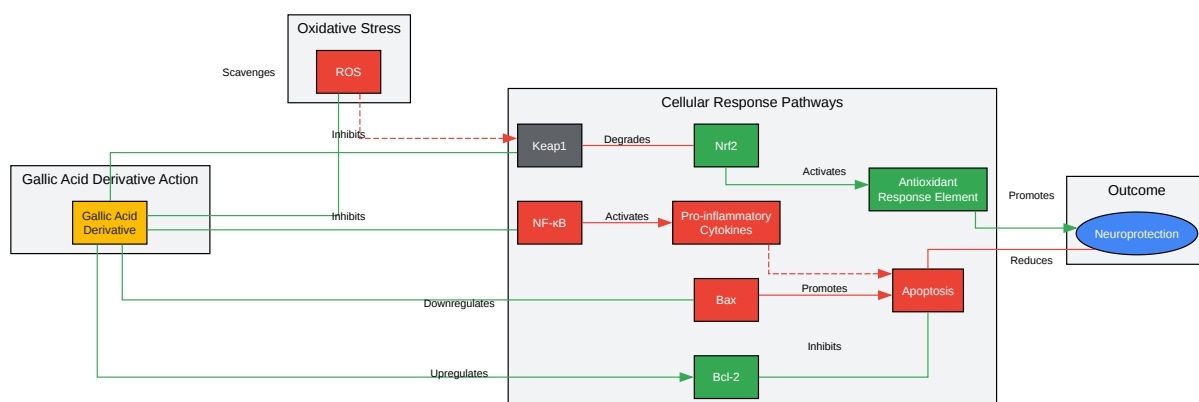 Oxidative Stress
ROS
Scavenges
Cellular Response Pathways
Inhibits
Keap1
Degrades
Nrf2
Gallic Acid Derivative Action
Activates
Antioxidant
Response Element
Promotes
Outcome
Gallic Acid
Derivative
Inhibits
NF-κB
Activates
Pro-inflammatory
Cytokines
Neuroprotection
Reduces
Downregulates
Bax
Promotes
Apoptosis
Inhibits
Upregulates
Bcl-2